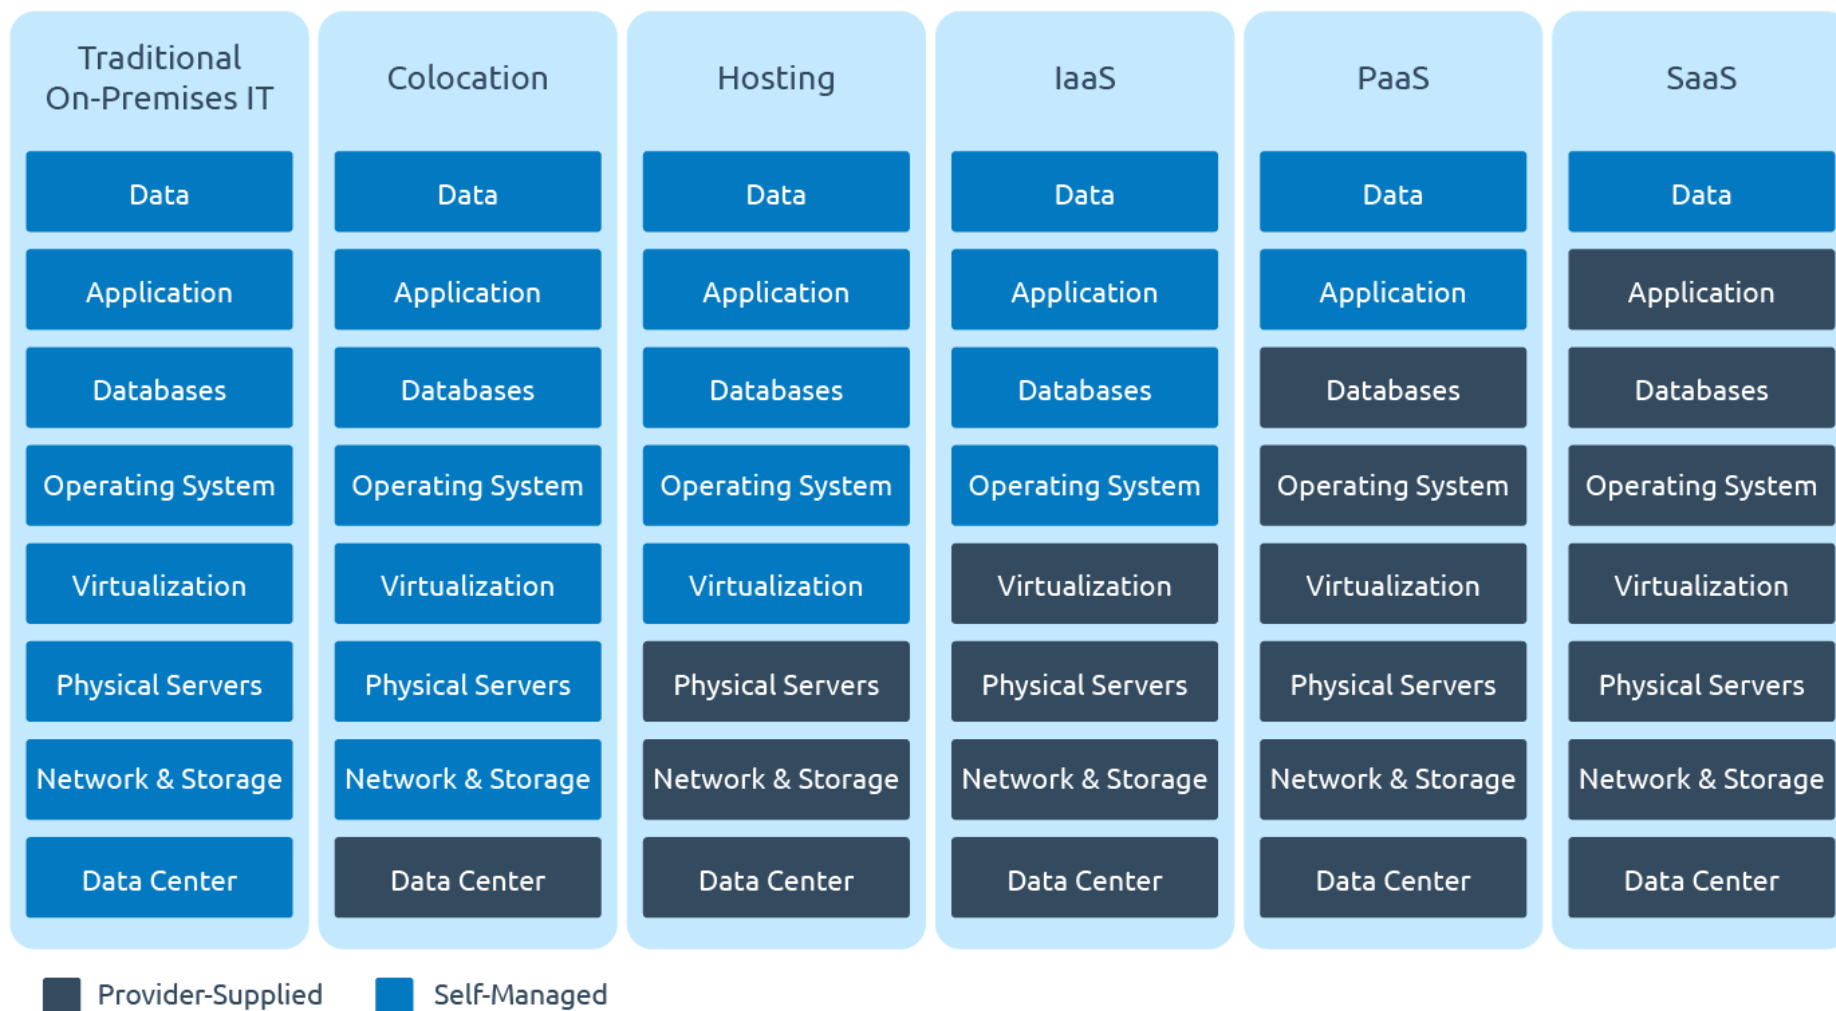 Traditional
On-Premises IT
Colocation
Hosting
IaaS
PaaS
SaaS
Data
Data
Data
Data
Data
Data
Application
Application
Application
Application
Application
Application
Databases
Databases
Databases
Databases
Databases
Databases
Operating System
Operating System
Operating System
Operating System
Operating System
Operating System
Virtualization
Virtualization
Virtualization
Virtualization
Virtualization
Virtualization
Physical Servers
Physical Servers
Physical Servers
Physical Servers
Physical Servers
Physical Servers
Network & Storage
Network & Storage
Network & Storage
Network & Storage
Network & Storage
Network & Storage
Data Center
Data Center
Data Center
Data Center
Data Center
Data Center
Provider-Supplied
Self-Managed